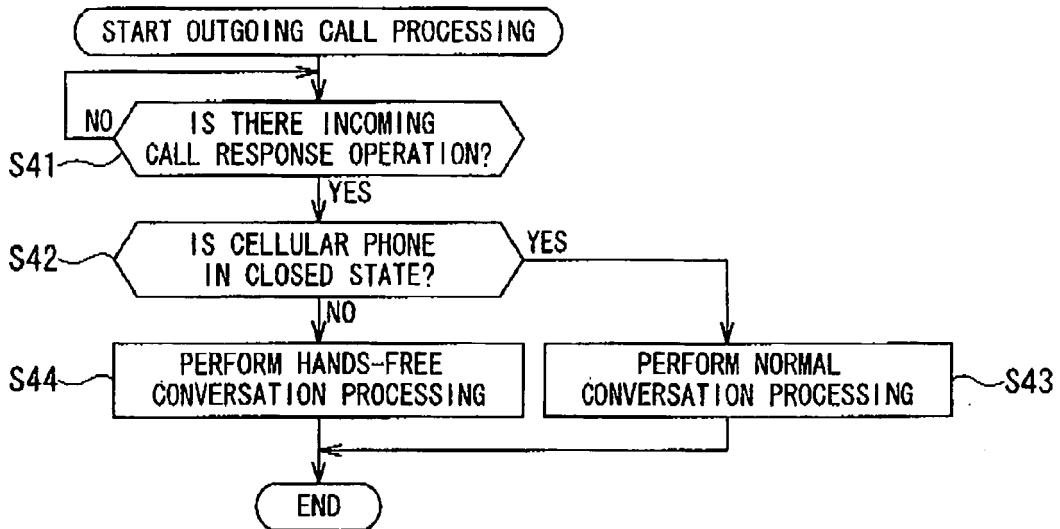 START OUTGOING CALL PROCESSING
NO
IS THERE INCOMING
CALL RESPONSE OPERATION?
S41
YES
IS CELLULAR PHONE
IN CLOSED STATE?
YES
S42
NO
PERFORM HANDS-FREE
CONVERSATION PROCESSING
S44
PERFORM NORMAL
CONVERSATION PROCESSING
S43
END